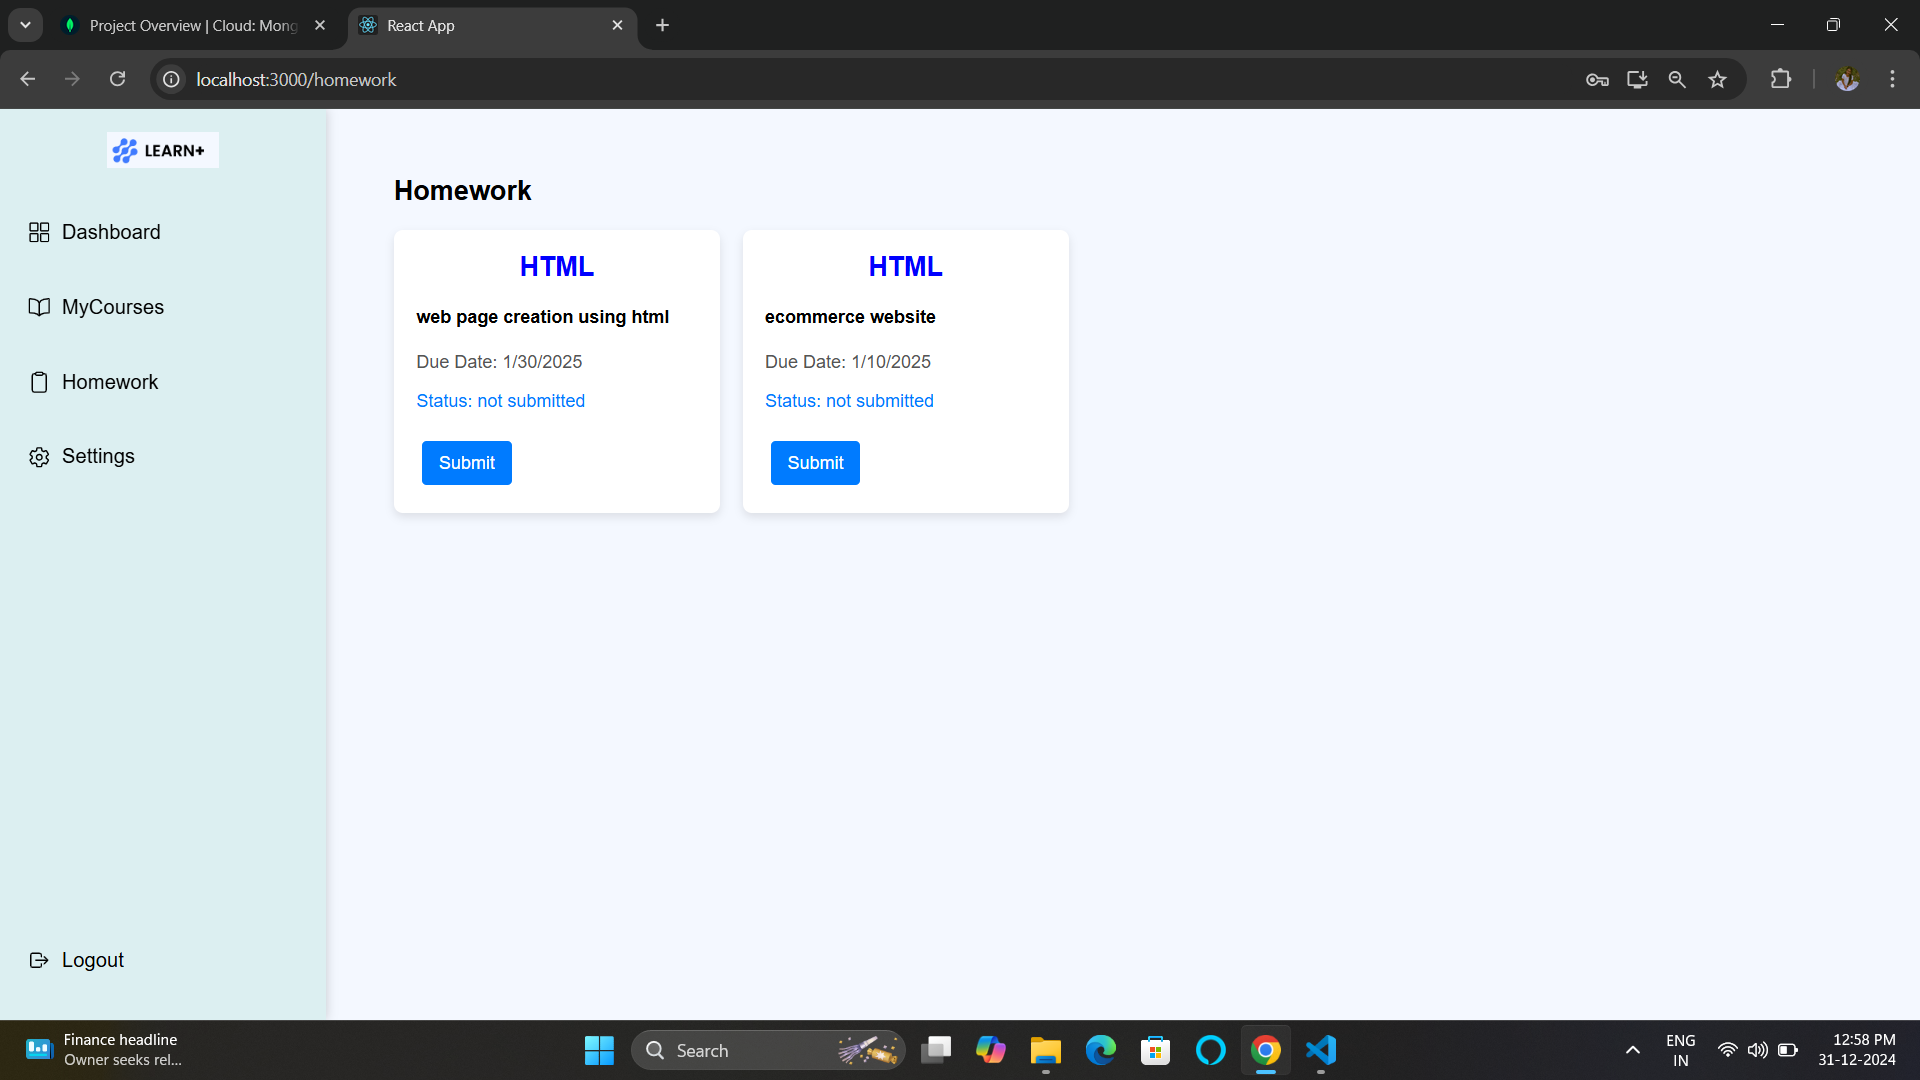 Project Overview | Cloud: Mong
React App
localhost:3000/homework
LEARN+
Dashboard
MyCourses
Homework
Settings
Logout
Homework
HTML
web page creation using html
Due Date: 1/30/2025
Status: not submitted
Submit
HTML
ecommerce website
Due Date: 1/10/2025
Status: not submitted
Submit
Finance headline
Owner seeks rel...
Search
ENG
IN
12:58 PM
31-12-2024